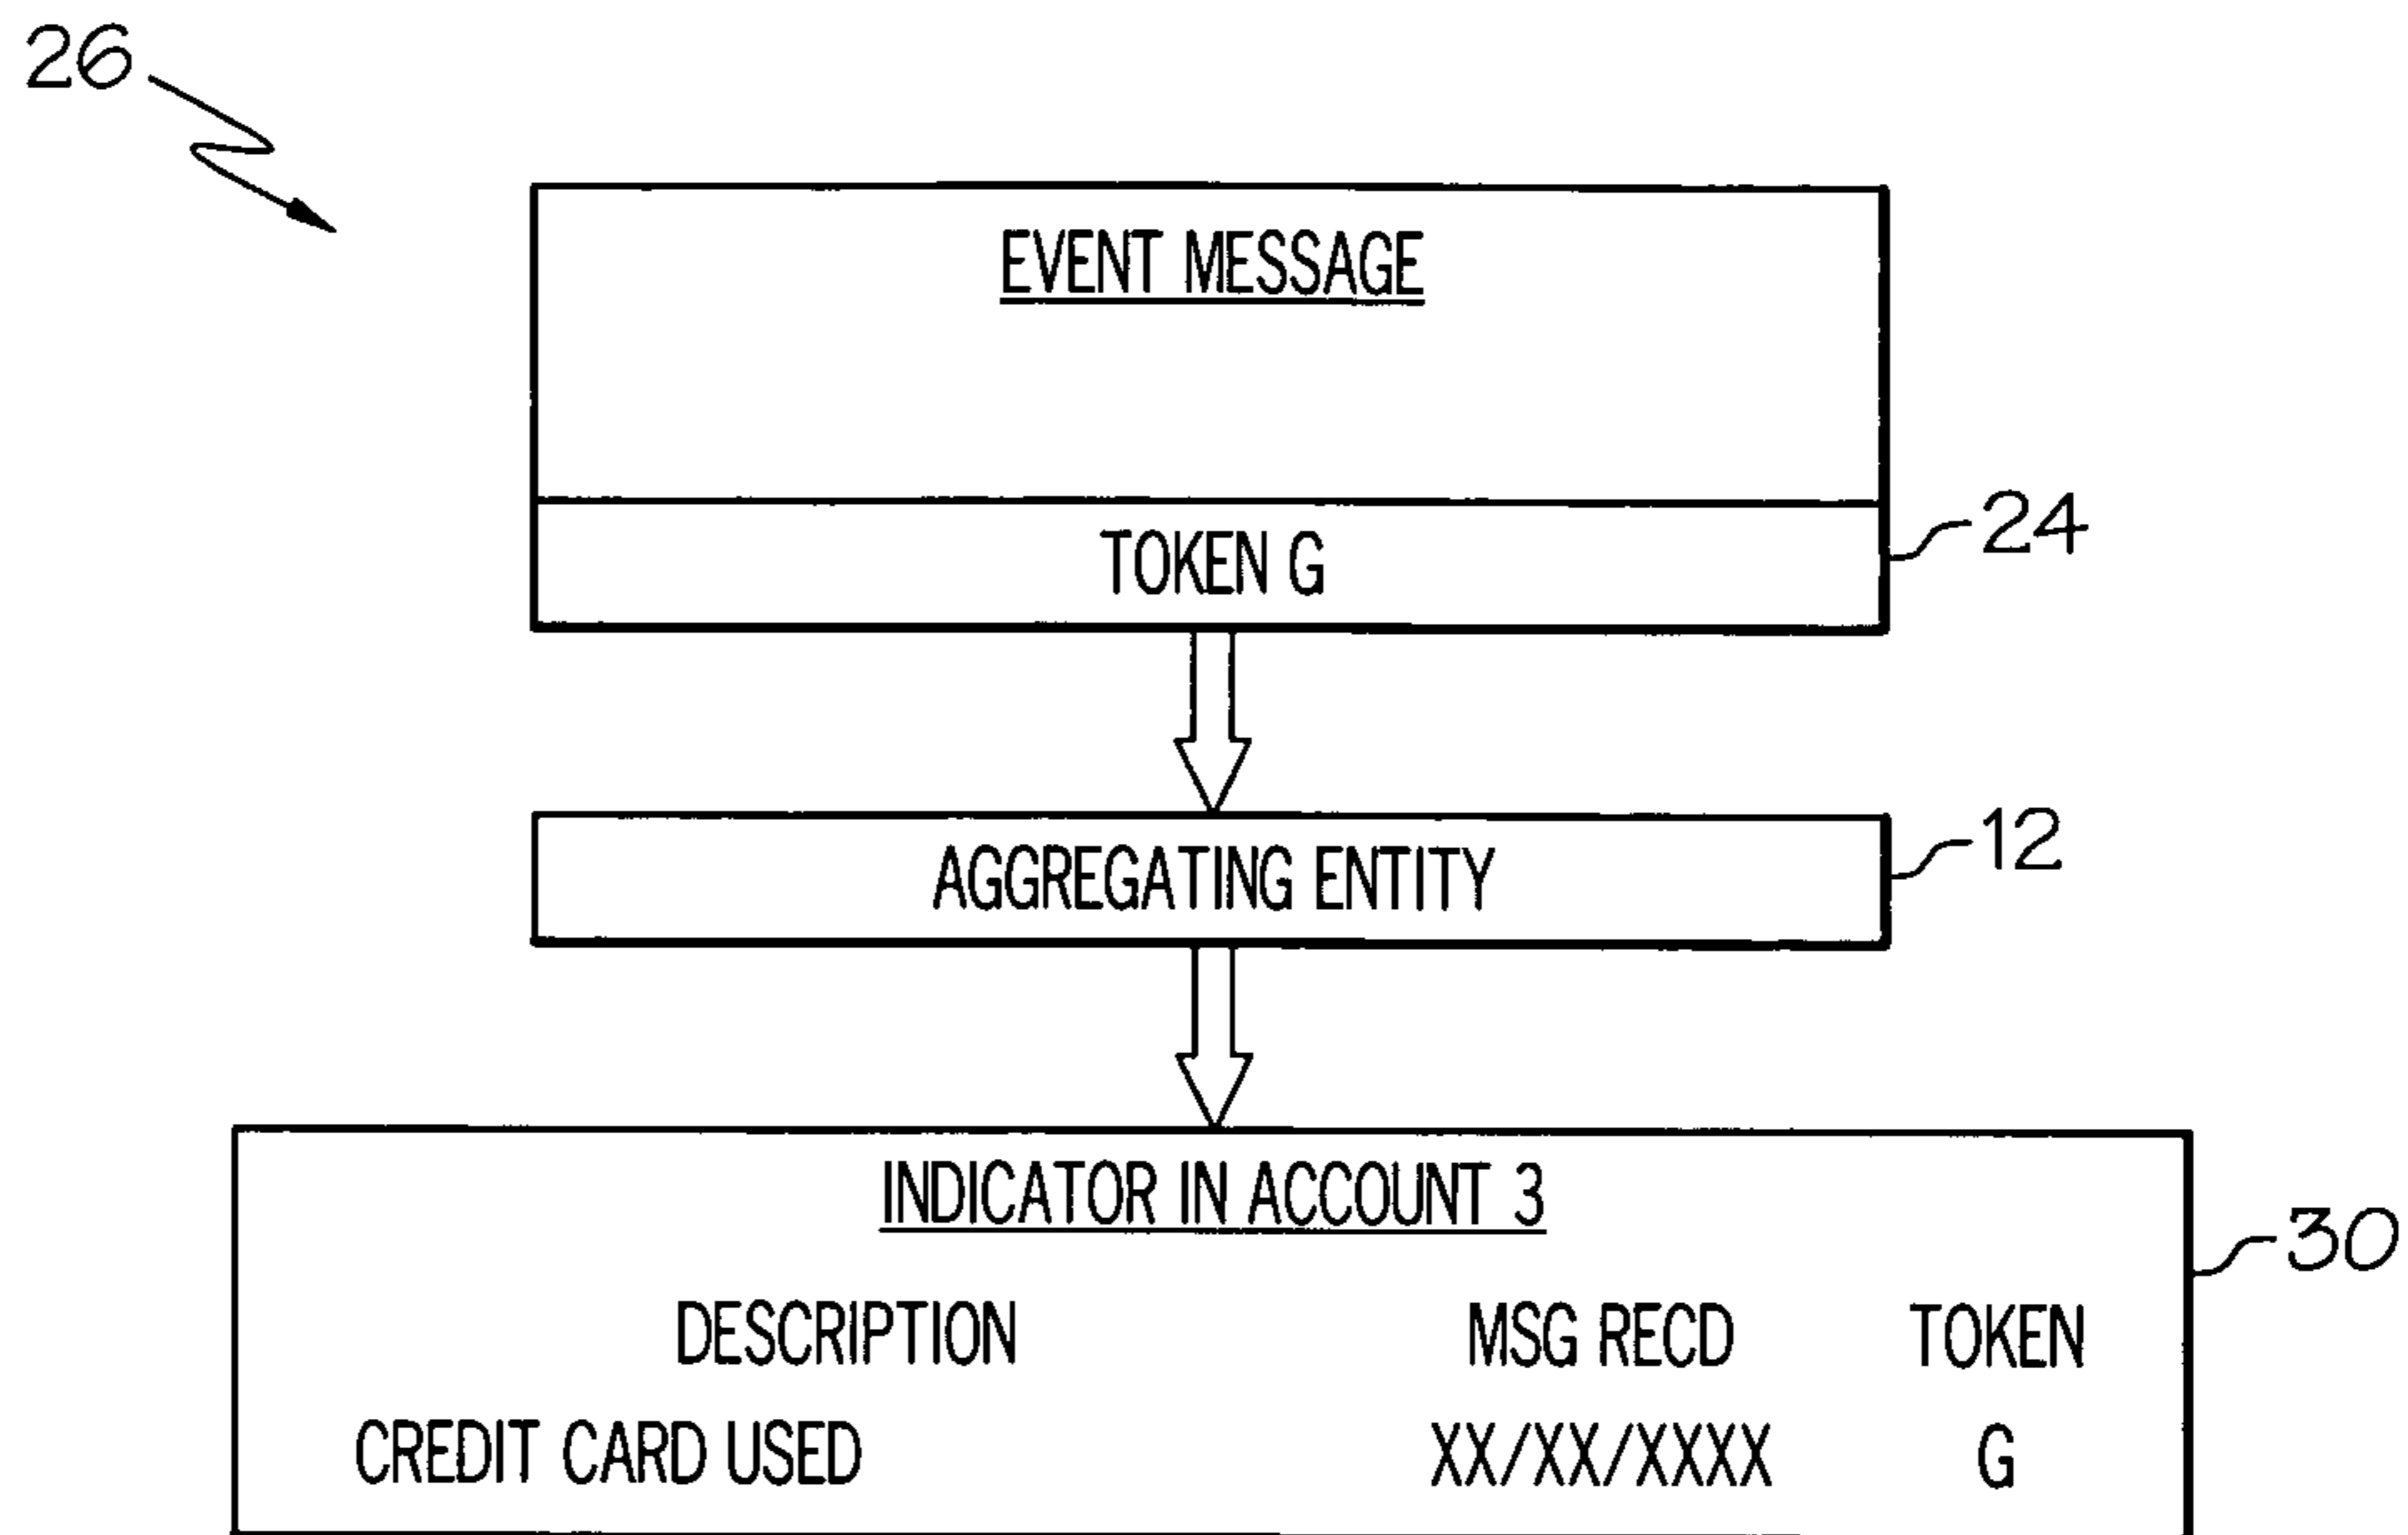 26
EVENT MESSAGE
TOKEN G
24
AGGREGATING ENTITY
12
INDICATOR IN ACCOUNT 3
30
DESCRIPTION MSG RECD TOKEN
CREDIT CARD USED XX/XX/XXXX G